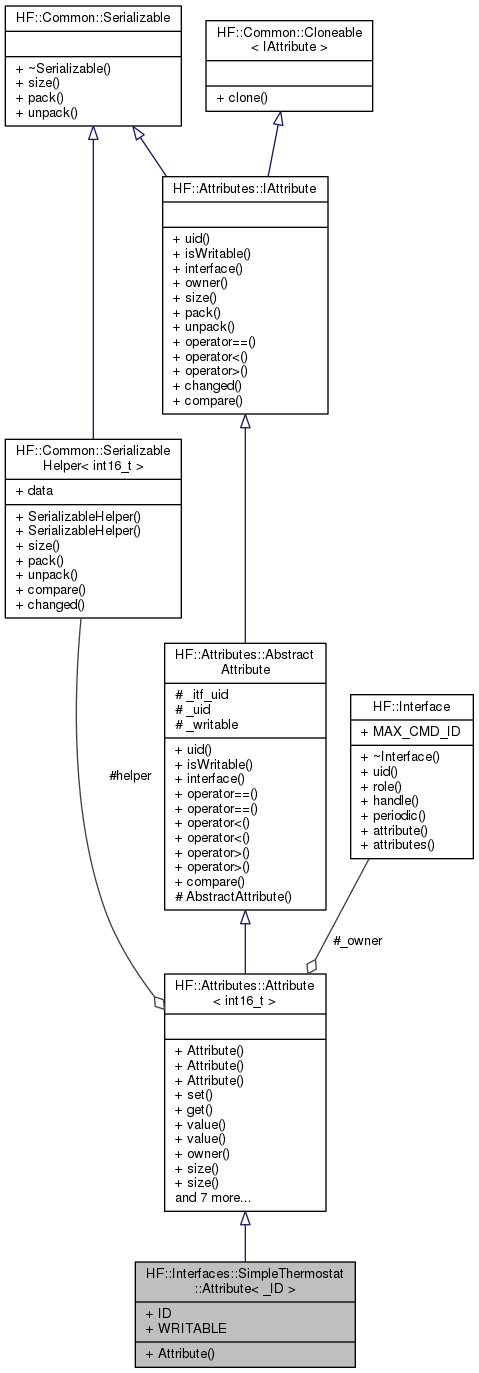 HF::Common::Serializable
+ ~Serializable()
+ size()
+ pack()
+ unpack()
HF::Common::Cloneable
< IAttribute >
+ clone()
HF::Attributes::IAttribute
+ uid()
+ isWritable()
+ interface()
+ owner()
+ size()
+ pack()
+ unpack()
+ operator==()
+ operator<()
+ operator>()
+ changed()
+ compare()
HF::Common::Serializable
Helper< int16_t >
+ data
+ SerializableHelper()
+ SerializableHelper()
+ size()
+ pack()
+ unpack()
+ compare()
+ changed()
HF::Attributes::Abstract
Attribute
# _itf_uid
# _uid
# _writable
+ uid()
+ isWritable()
+ interface()
+ operator==()
+ operator==()
+ operator<()
+ operator<()
+ operator>()
+ operator>()
+ compare()
# AbstractAttribute()
HF::Interface
+ MAX_CMD_ID
+ ~Interface()
+ uid()
+ role()
+ handle()
+ periodic()
+ attribute()
+ attributes()
#helper
#_owner
HF::Attributes::Attribute
< int16_t >
+ Attribute()
+ Attribute()
+ Attribute()
+ set()
+ get()
+ value()
+ value()
+ owner()
+ size()
+ size()
and 7 more...
HF::Interfaces::SimpleThermostat
::Attribute< _ID >
+ ID
+ WRITABLE
+ Attribute()